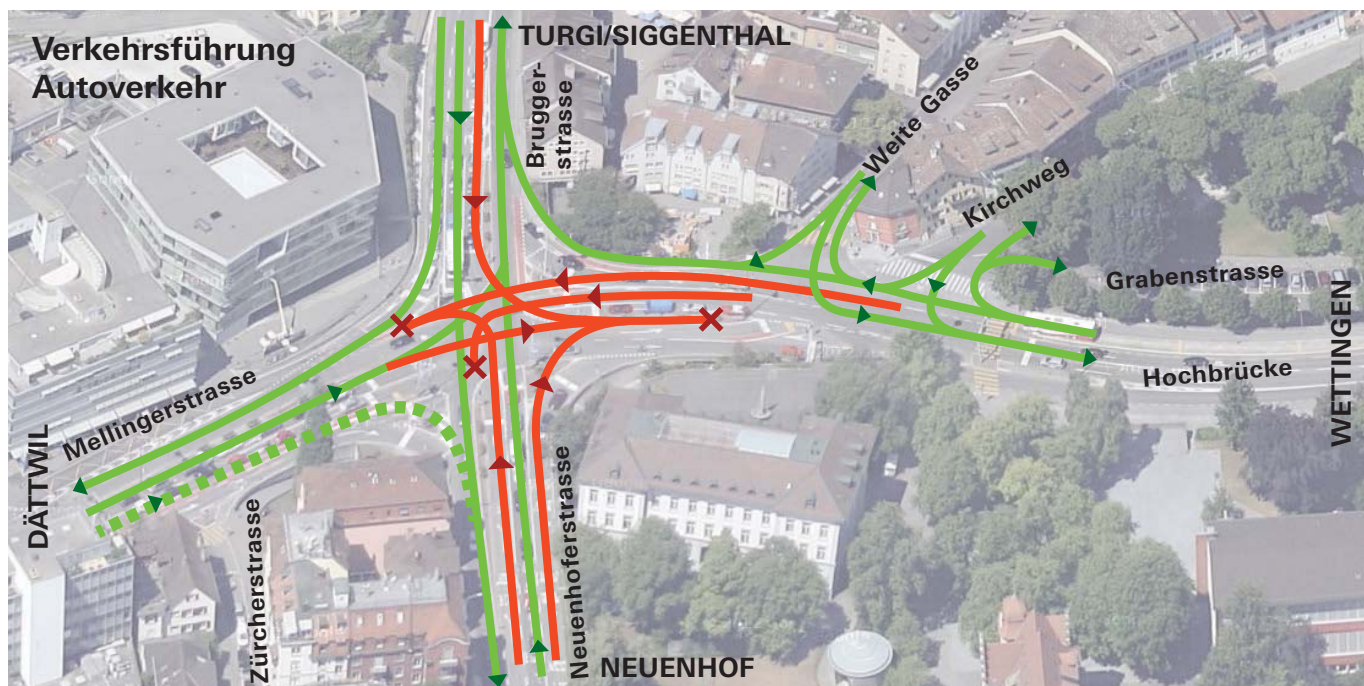 Verkehrsführung
Autoverkehr
TURGI/SIGGENTHAL
Brugger-
strasse
Weite Gasse
Kirchweg
Grabenstrasse
WETTINGEN
Hochbrücke
Mellingerstrasse
DÄTTWIL
Zürcherstrasse
Neuenhoferstrasse
NEUENHOF